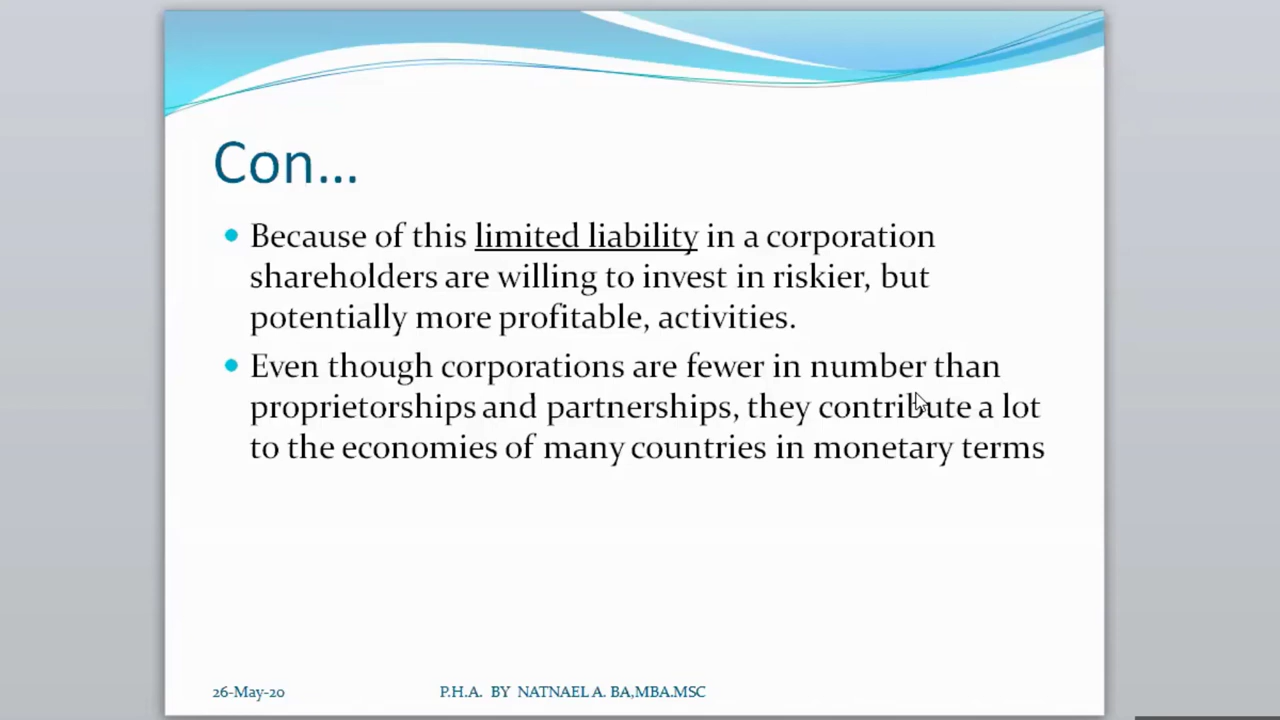 Con...
Because of this limited liability in a corporation
shareholders are willing to invest in riskier, but
potentially more profitable, activities.
Even though corporations are fewer in number than
proprietorships and partnerships, they contribute a lot
to the economies of many countries in monetary terms
26-May-20
P.H.A. BY NATNAEL A. BA,MBA.MSC